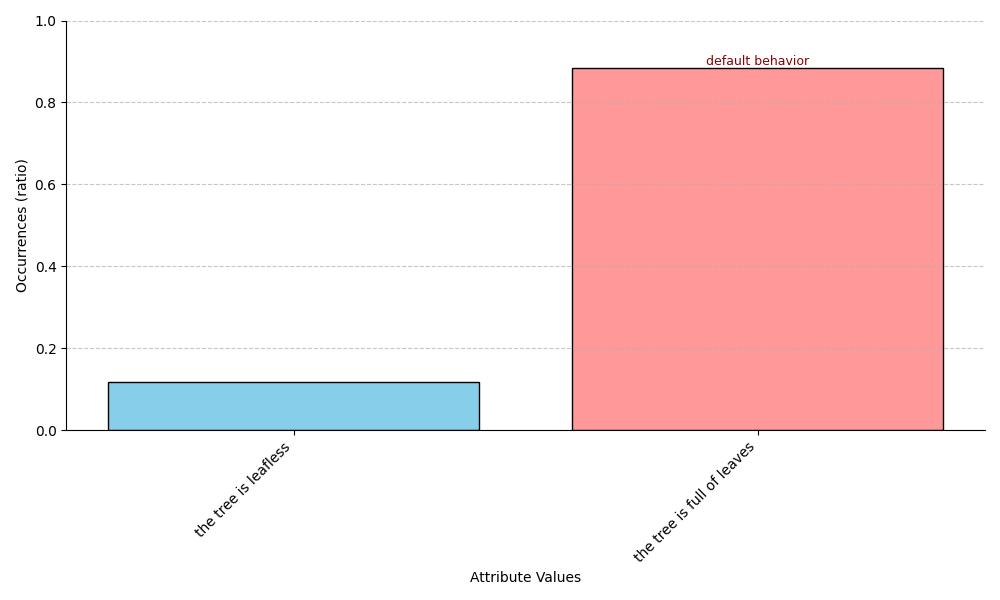 1.0
default behavior
0.8
0.6
Occurrences (ratio)
0.4
0.2
0.0
the tree is leafless
the tree is full of leaves
Attribute Values